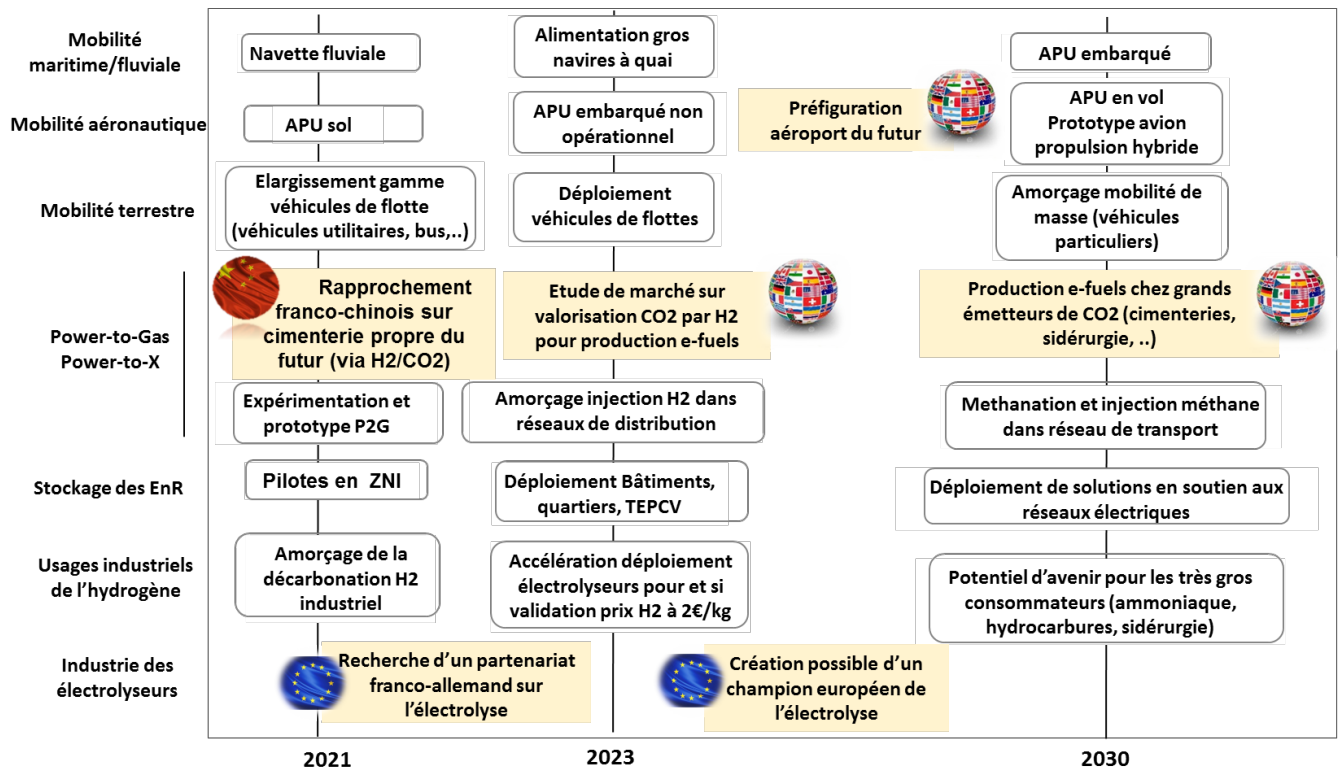 Mobilité
maritime/fluviale
Navette fluviale
Alimentation gros
navires à quai
APU embarqué
Mobilité aéronautique
APU sol
APU embarqué non
opérationnel
Préfiguration
aéroport du futur
APU en vol
Prototype avion
propulsion hybride
Mobilité terrestre
Elargissement gamme
véhicules de flotte
(véhicules utilitaires, bus,..)
Déploiement
véhicules de flottes
Amorçage mobilité de
masse (véhicules
particuliers)
Power-to-Gas
Power-to-X
Rapprochement
franco-chinois sur
cimenterie propre du
futur (via H2/CO2)
Etude de marché sur
valorisation CO2 par H2
pour production e-fuels
Production e-fuels chez grands
émetteurs de CO2 (cimenteries,
sidérurgie, ..)
Expérimentation et
prototype P2G
Amorçage injection H2 dans
réseaux de distribution
Methanation et injection méthane
dans réseau de transport
Stockage des EnR
Pilotes en ZNI
Déploiement Bâtiments,
quartiers, TEPCV
Déploiement de solutions en soutien aux
réseaux électriques
Usages industriels
de l’hydrogène
Amorçage de la
décarbonation H2
industriel
Accélération déploiement
électrolyseurs pour et si
validation prix H2 à 2€/kg
Potentiel d’avenir pour les très gros
consommateurs (ammoniaque,
hydrocarbures, sidérurgie)
Industrie des
électrolyseurs
Recherche d’un partenariat
franco-allemand sur
l’électrolyse
Création possible d’un
champion européen de
l’électrolyse
2021
2023
2030